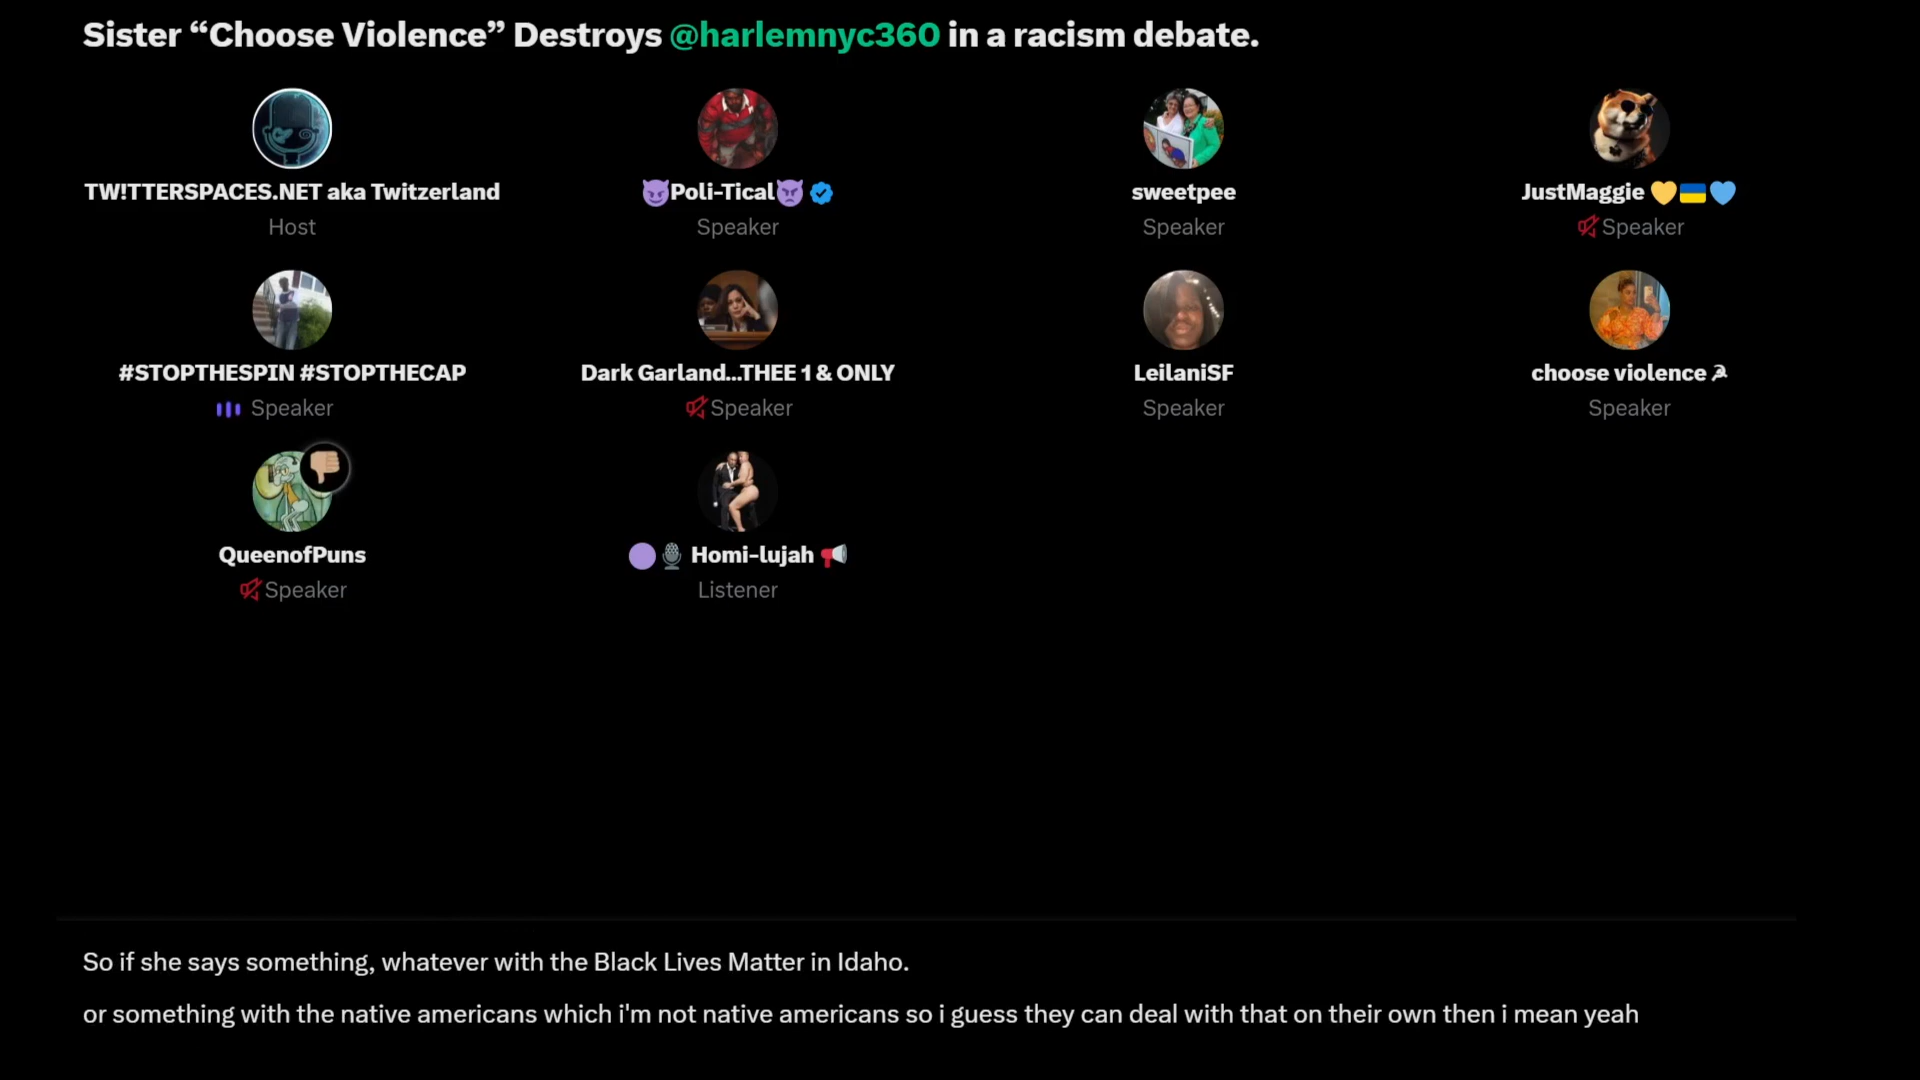 Sister “Choose Violence” Destroys @harlemnyc360 in a racism debate.
TW!TTERSPACES.NET aka Twitzerland
Host
😈Poli-Tical👿
Speaker
sweetpee
Speaker
JustMaggie 💛🇺🇦💙
Speaker
#STOPTHESPIN #STOPTHECAP
Speaker
Dark Garland...THEE 1 & ONLY
Speaker
LeilaniSF
Speaker
choose violence ☭
Speaker
QueenofPuns
Speaker
🟣🎙️ Homi-lujah 📢
Listener
So if she says something, whatever with the Black Lives Matter in Idaho.
or something with the native americans which i'm not native americans so i guess they can deal with that on their own then i mean yeah